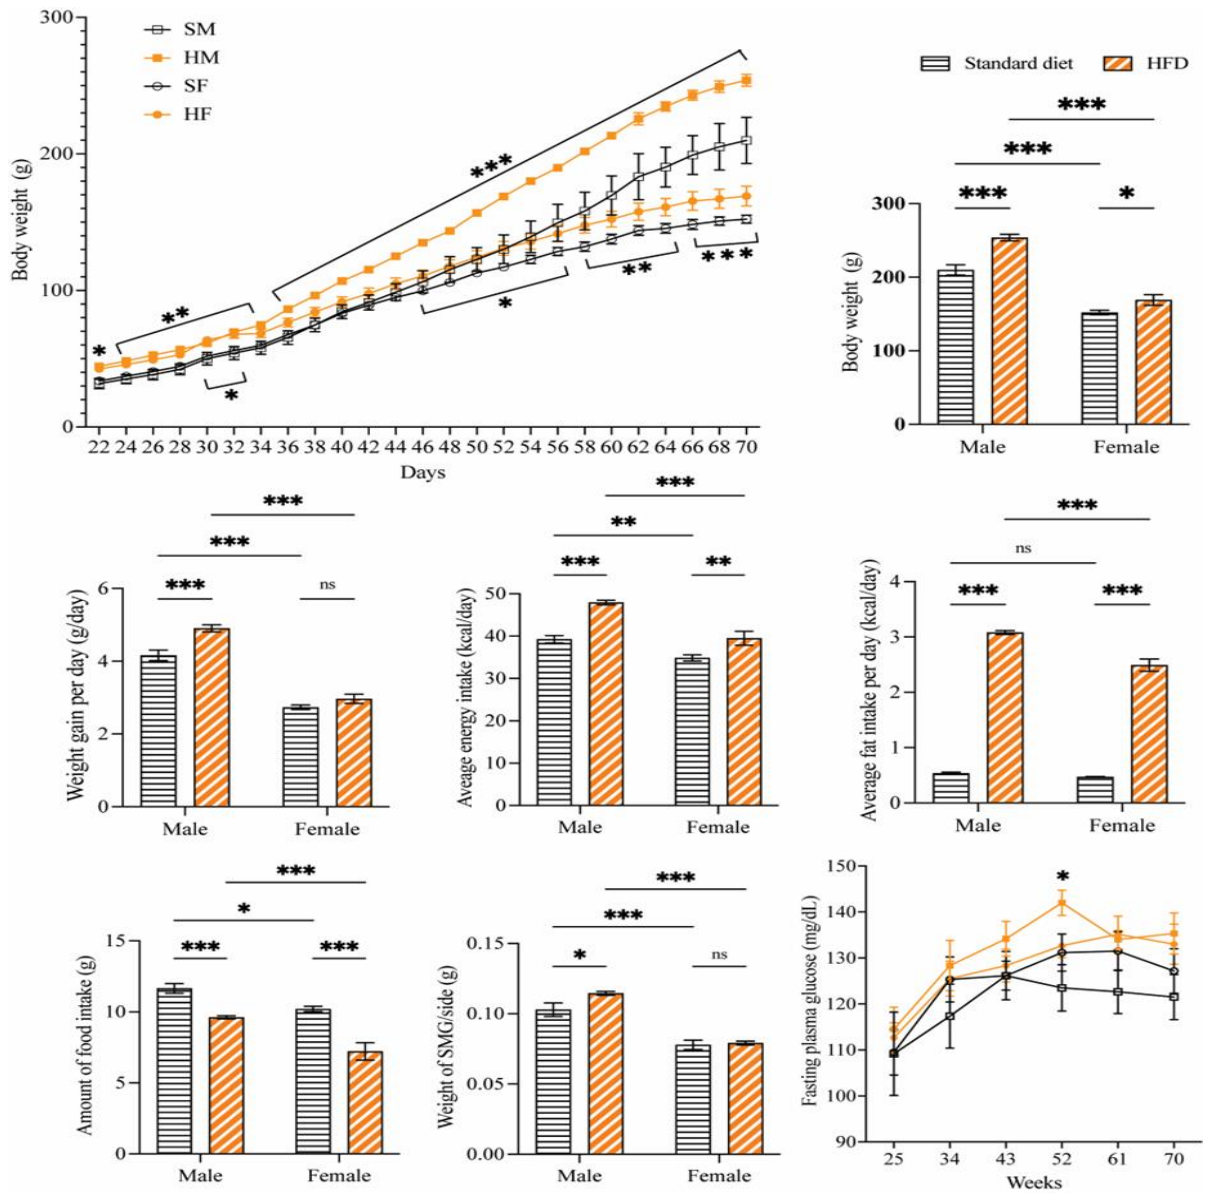 SM
HM
SF
HF
300
200
100
0
Body weight (g)
***
**
*
*
*
**
***
22 24 26 28 30 32 34 36 38 40 42 44 46 48 50 52 54 56 58 60 62 64 66 68 70
Days
Standard diet HFD
***
***
***
*
300
200
100
0
Body weight (g)
Male Female
***
***
***
ns
6
4
2
0
Weight gain per day (g/day)
Male Female
***
**
***
**
50
40
30
20
10
0
Aveage energy intake (kcal/day)
Male Female
***
ns
***
***
4
3
2
1
0
Average fat intake per day (kcal/day)
Male Female
***
*
***
***
15
10
5
0
Amount of food intake (g)
Male Female
***
***
*
ns
0.15
0.10
0.05
0.00
Weight of SMG/side (g)
Male Female
*
150
140
130
120
110
100
90
Fasting plasma glucose (mg/dL)
25 34 43 52 61 70
Weeks